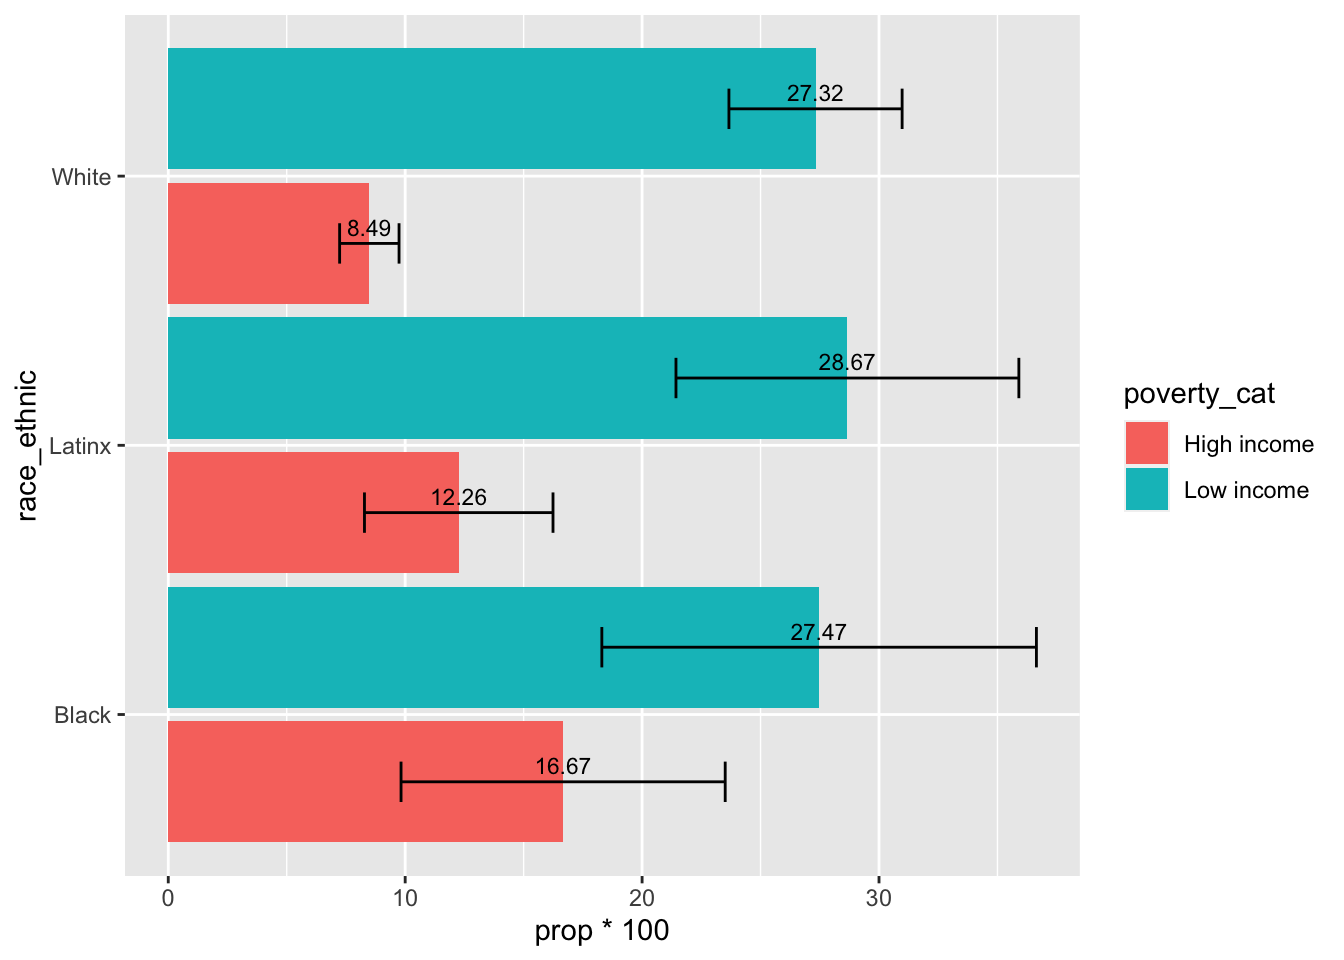 27.32
White
8.49
28.67
race_ethnic
Latinx
12.26
27.47
Black
16.67
0 10 20 30
prop * 100
poverty_cat
High income
Low income